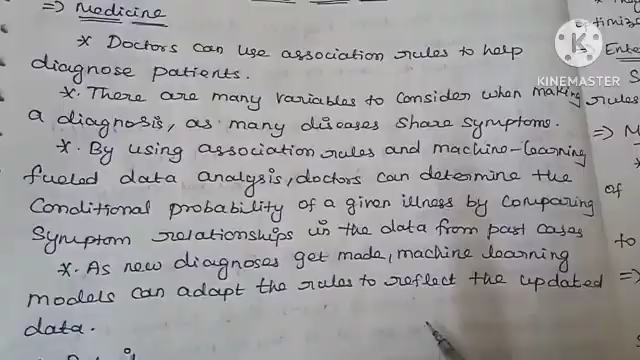 => Medicine
* Doctors can use association rules to help
diagnose patients.
*. There are many variables to consider when making
a diagnosis, as many diseases share symptoms.
*. By using association rules and machine-learning
fueled data analysis, doctors can determine the
Conditional probability of a given illness by comparing
symptom relationships in the data from past cases
*. As new diagnoses get made, machine learning
models can adapt the rules to reflect the updated
data.
KINEMASTER
Ente
rules
=>
*
of
to
=>